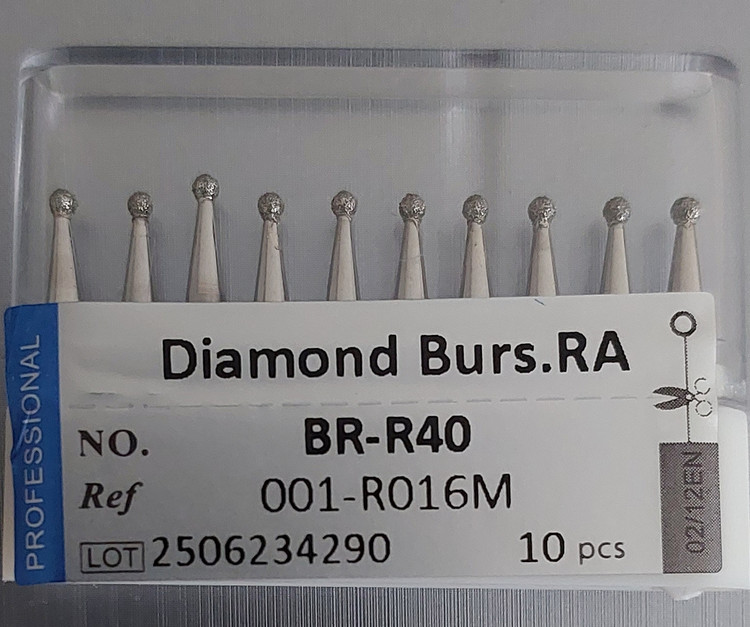 PROFESSIONAL
Diamond Burs.RA
NO. BR-R40
Ref 001-R016M
LOT 2506234290 10 pcs
02/12EN